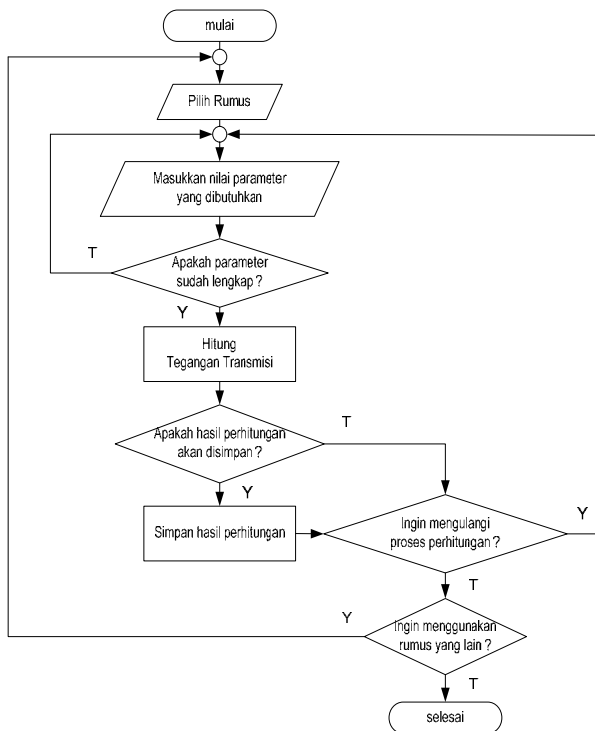 mulai
Pilih Rumus
Masukkan nilai parameter
yang dibutuhkan
T
Apakah parameter
sudah lengkap ?
Y
Hitung
Tegangan Transmisi
Apakah hasil perhitungan
akan disimpan ?
T
Y
Simpan hasil perhitungan
Ingin mengulangi
proses perhitungan ?
Y
T
Y
Ingin menggunakan
rumus yang lain ?
T
selesai